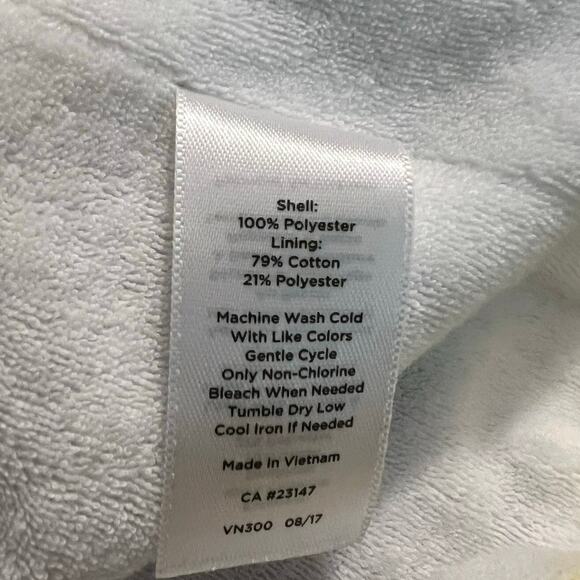 Shell:
100% Polyester
Lining:
79% Cotton
21% Polyester
Machine Wash Cold
With Like Colors
Gentle Cycle
Only Non-Chlorine
Bleach When Needed
Tumble Dry Low
Cool Iron If Needed
Made In Vietnam
CA #23147
VN300 08/17